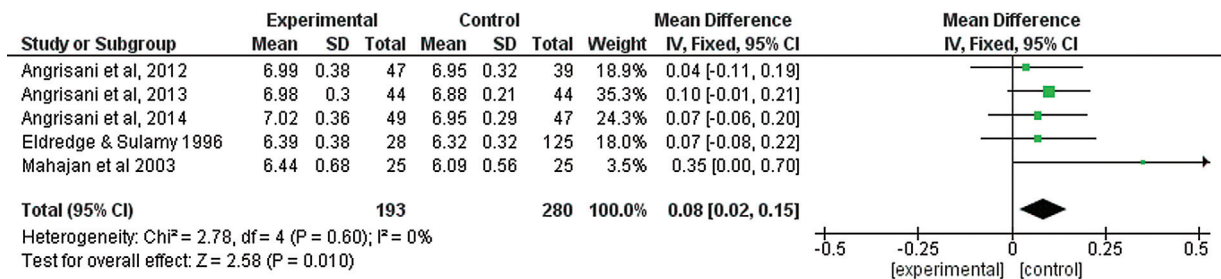 Experimental Control Mean Difference Mean Difference
Study or Subgroup Mean SD Total Mean SD Total Weight IV, Fixed, 95% CI IV, Fixed, 95% CI
Angrisani et al, 2012 6.99 0.38 47 6.95 0.32 39 18.9% 0.04 [-0.11, 0.19]
Angrisani et al, 2013 6.98 0.3 44 6.88 0.21 44 35.3% 0.10 [-0.01, 0.21]
Angrisani et al, 2014 7.02 0.36 49 6.95 0.29 47 24.3% 0.07 [-0.06, 0.20]
Eldredge & Sulamy 1996 6.39 0.38 28 6.32 0.32 125 18.0% 0.07 [-0.08, 0.22]
Mahajan et al 2003 6.44 0.68 25 6.09 0.56 25 3.5% 0.35 [0.00, 0.70]
Total (95% CI) 193 280 100.0% 0.08 [0.02, 0.15]
Heterogeneity: Chi² = 2.78, df = 4 (P = 0.60); I² = 0%
Test for overall effect: Z = 2.58 (P = 0.010)
-0.5 -0.25 0 0.25 0.5
[experimental] [control]